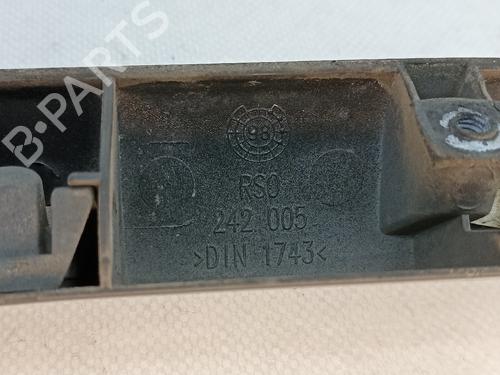 B-PARTS
98
RSO
242 005
>DIN 1743<